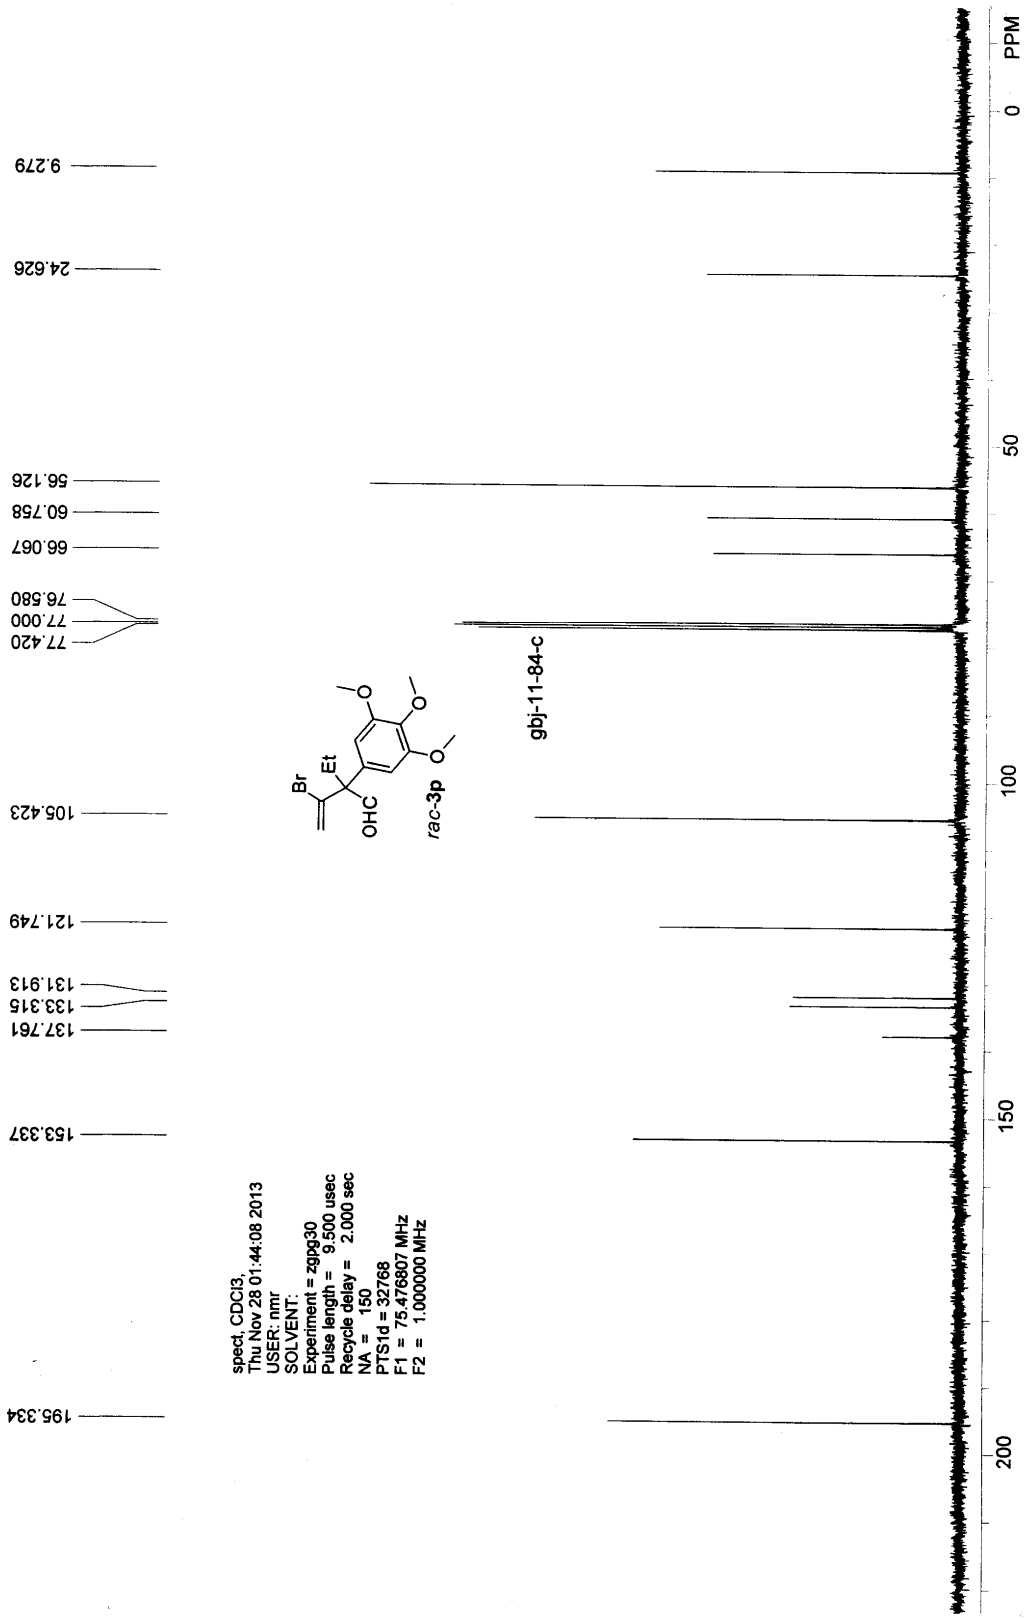 195.334
153.337
137.761
133.315
131.913
121.749
105.423
77.420
77.000
76.580
66.067
60.758
56.126
24.626
9.279
spect, CDCl3,
Thu Nov 28 01:44:08 2013
USER: nmr
SOLVENT:
Experiment = zgpg30
Pulse length = 9.500 usec
Recycle delay = 2.000 sec
NA = 150
PTS1d = 32768
F1 = 75.476807 MHz
F2 = 1.000000 MHz
Br
Et
OHC
O
O
O
rac-3p
gbj-11-84-c
200
150
100
50
0
PPM